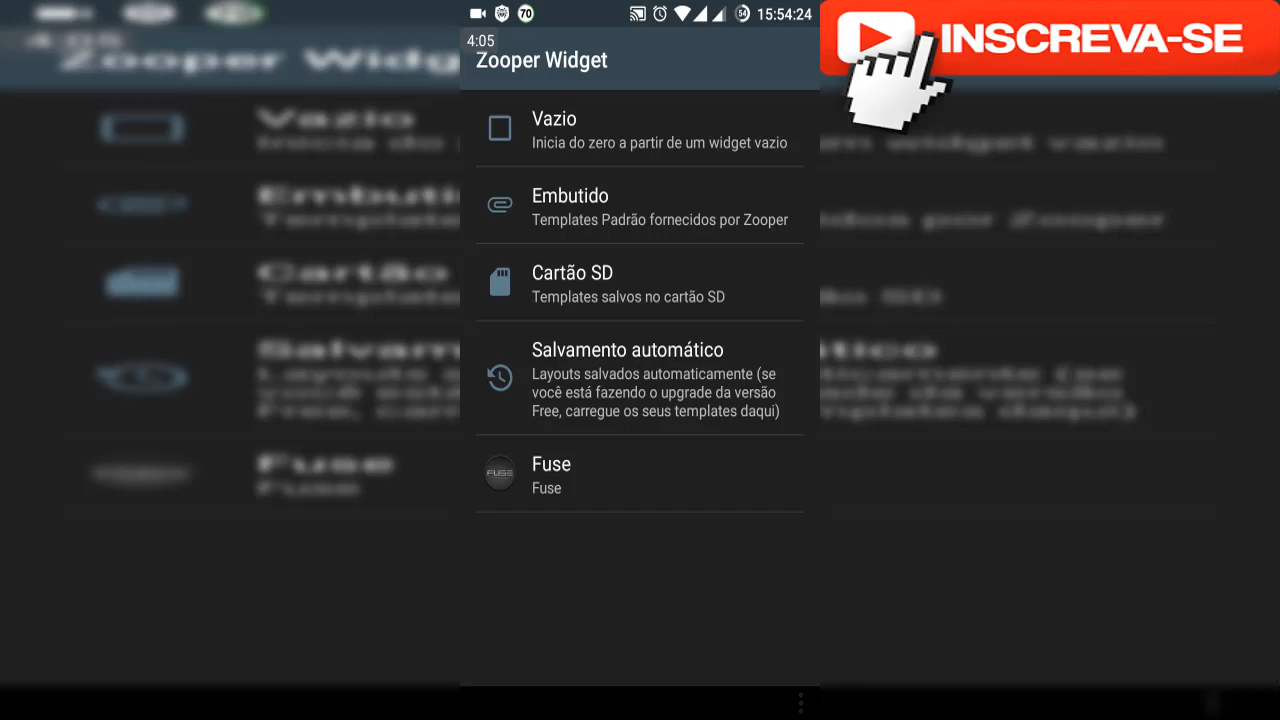 70
54
15:54:24
INSCREVA-SE
4:05
Zooper Widget
Vazio
Inicia do zero a partir de um widget vazio
Embutido
Templates Padrão fornecidos por Zooper
Cartão SD
Templates salvos no cartão SD
Salvamento automático
Layouts salvados automaticamente (se
você está fazendo o upgrade da versão
Free, carregue os seus templates daqui)
FUSE
Fuse
Fuse